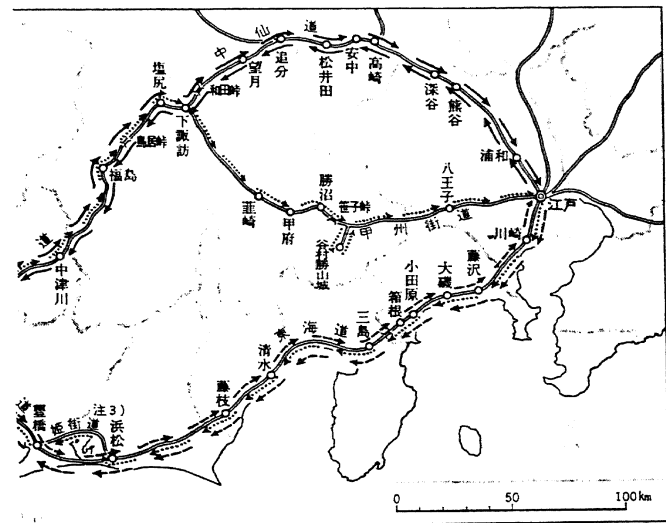 中仙道
塩尻
和田峠
望月
追分
松井田
安中
高崎
深谷
熊谷
浦和
鳥居峠
下諏訪
福島
道
中津川
韮崎
甲府
勝沼
笹子峠
谷村勝山城
甲州街道
八王子
江戸
川崎
藤沢
大磯
小田原
箱根
三島
東海道
清水
藤枝
注3)
浜松
姫街道
豊橋
0 50 100km